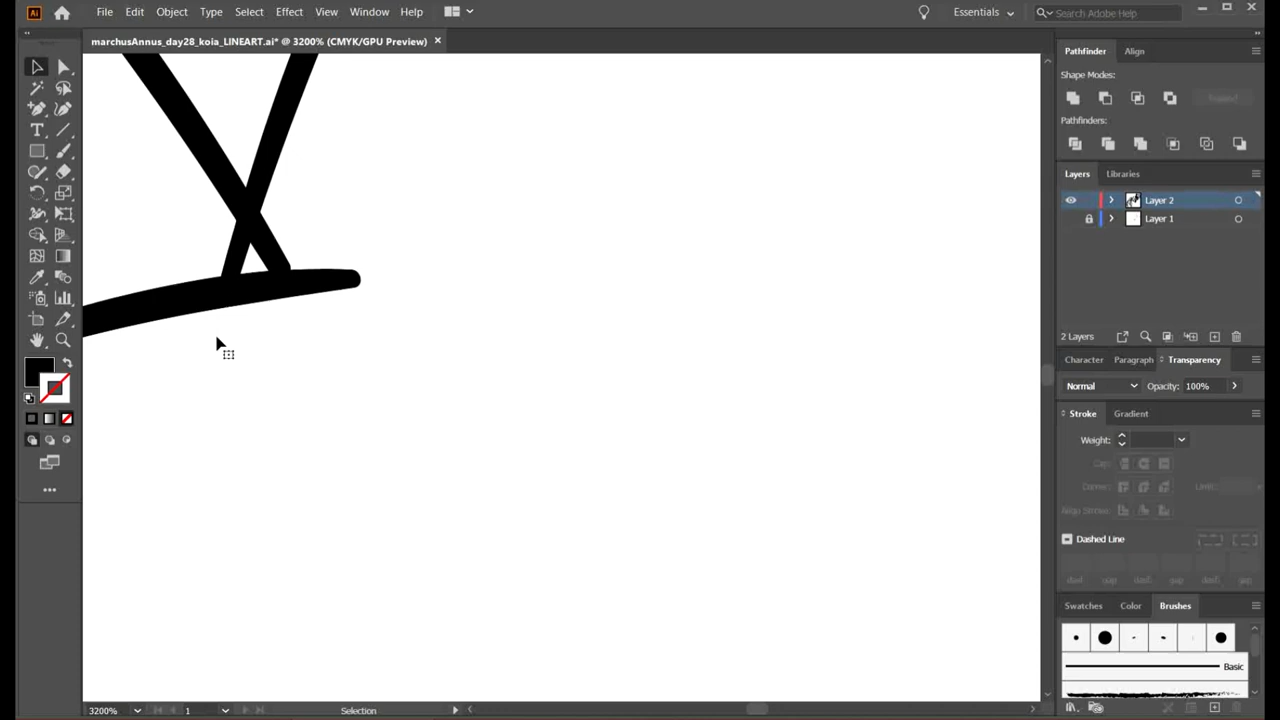 Ai File Edit Object Type Select Effect View Window Help Essentials Search Adobe Help
marchusAnnus_day28_koia_LINEART.ai* @ 3200% (CMYK/GPU Preview)
Pathfinder Align
Shape Modes:
Expand
Pathfinders:
Layers Libraries
Layer 2
Layer 1
2 Layers
Character Paragraph Transparency
Normal Opacity: 100%
Stroke Gradient
Weight:
Cap:
Corner: Limit:
Align Stroke:
Dashed Line
dash gap dash gap dash gap
Swatches Color Brushes
Basic
3200% 1 Selection